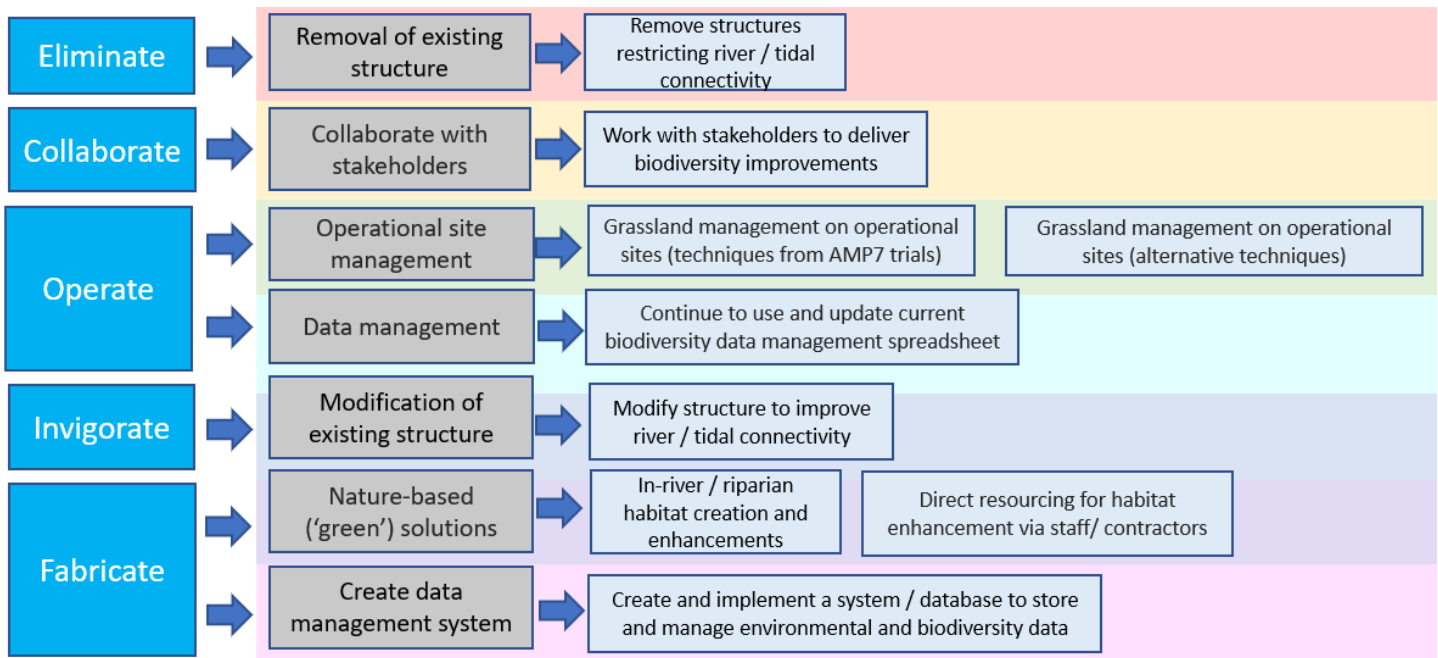 Eliminate
Removal of existing
structure
Remove structures
restricting river / tidal
connectivity
Collaborate
Collaborate with
stakeholders
Work with stakeholders to deliver
biodiversity improvements
Operate
Operational site
management
Grassland management on operational
sites (techniques from AMP7 trials)
Grassland management on operational
sites (alternative techniques)
Data management
Continue to use and update current
biodiversity data management spreadsheet
Invigorate
Modification of
existing structure
Modify structure to improve
river / tidal connectivity
Fabricate
Nature-based
(‘green’) solutions
In-river / riparian
habitat creation and
enhancements
Direct resourcing for habitat
enhancement via staff/ contractors
Create data
management system
Create and implement a system / database to store
and manage environmental and biodiversity data